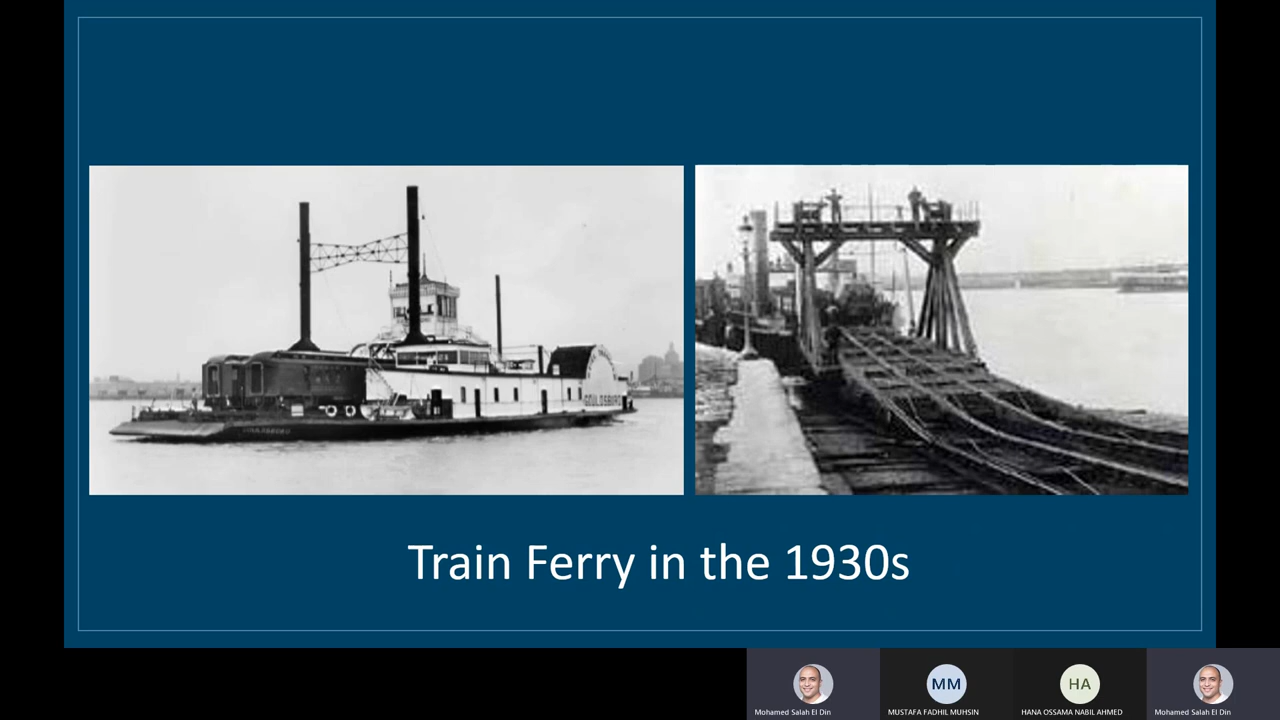 GOULDSBORO
Train Ferry in the 1930s
MM
HA
Mohamed Salah El Din
MUSTAFA FADHIL MUHSIN
HANA OSSAMA NABIL AHMED
Mohamed Salah El Din